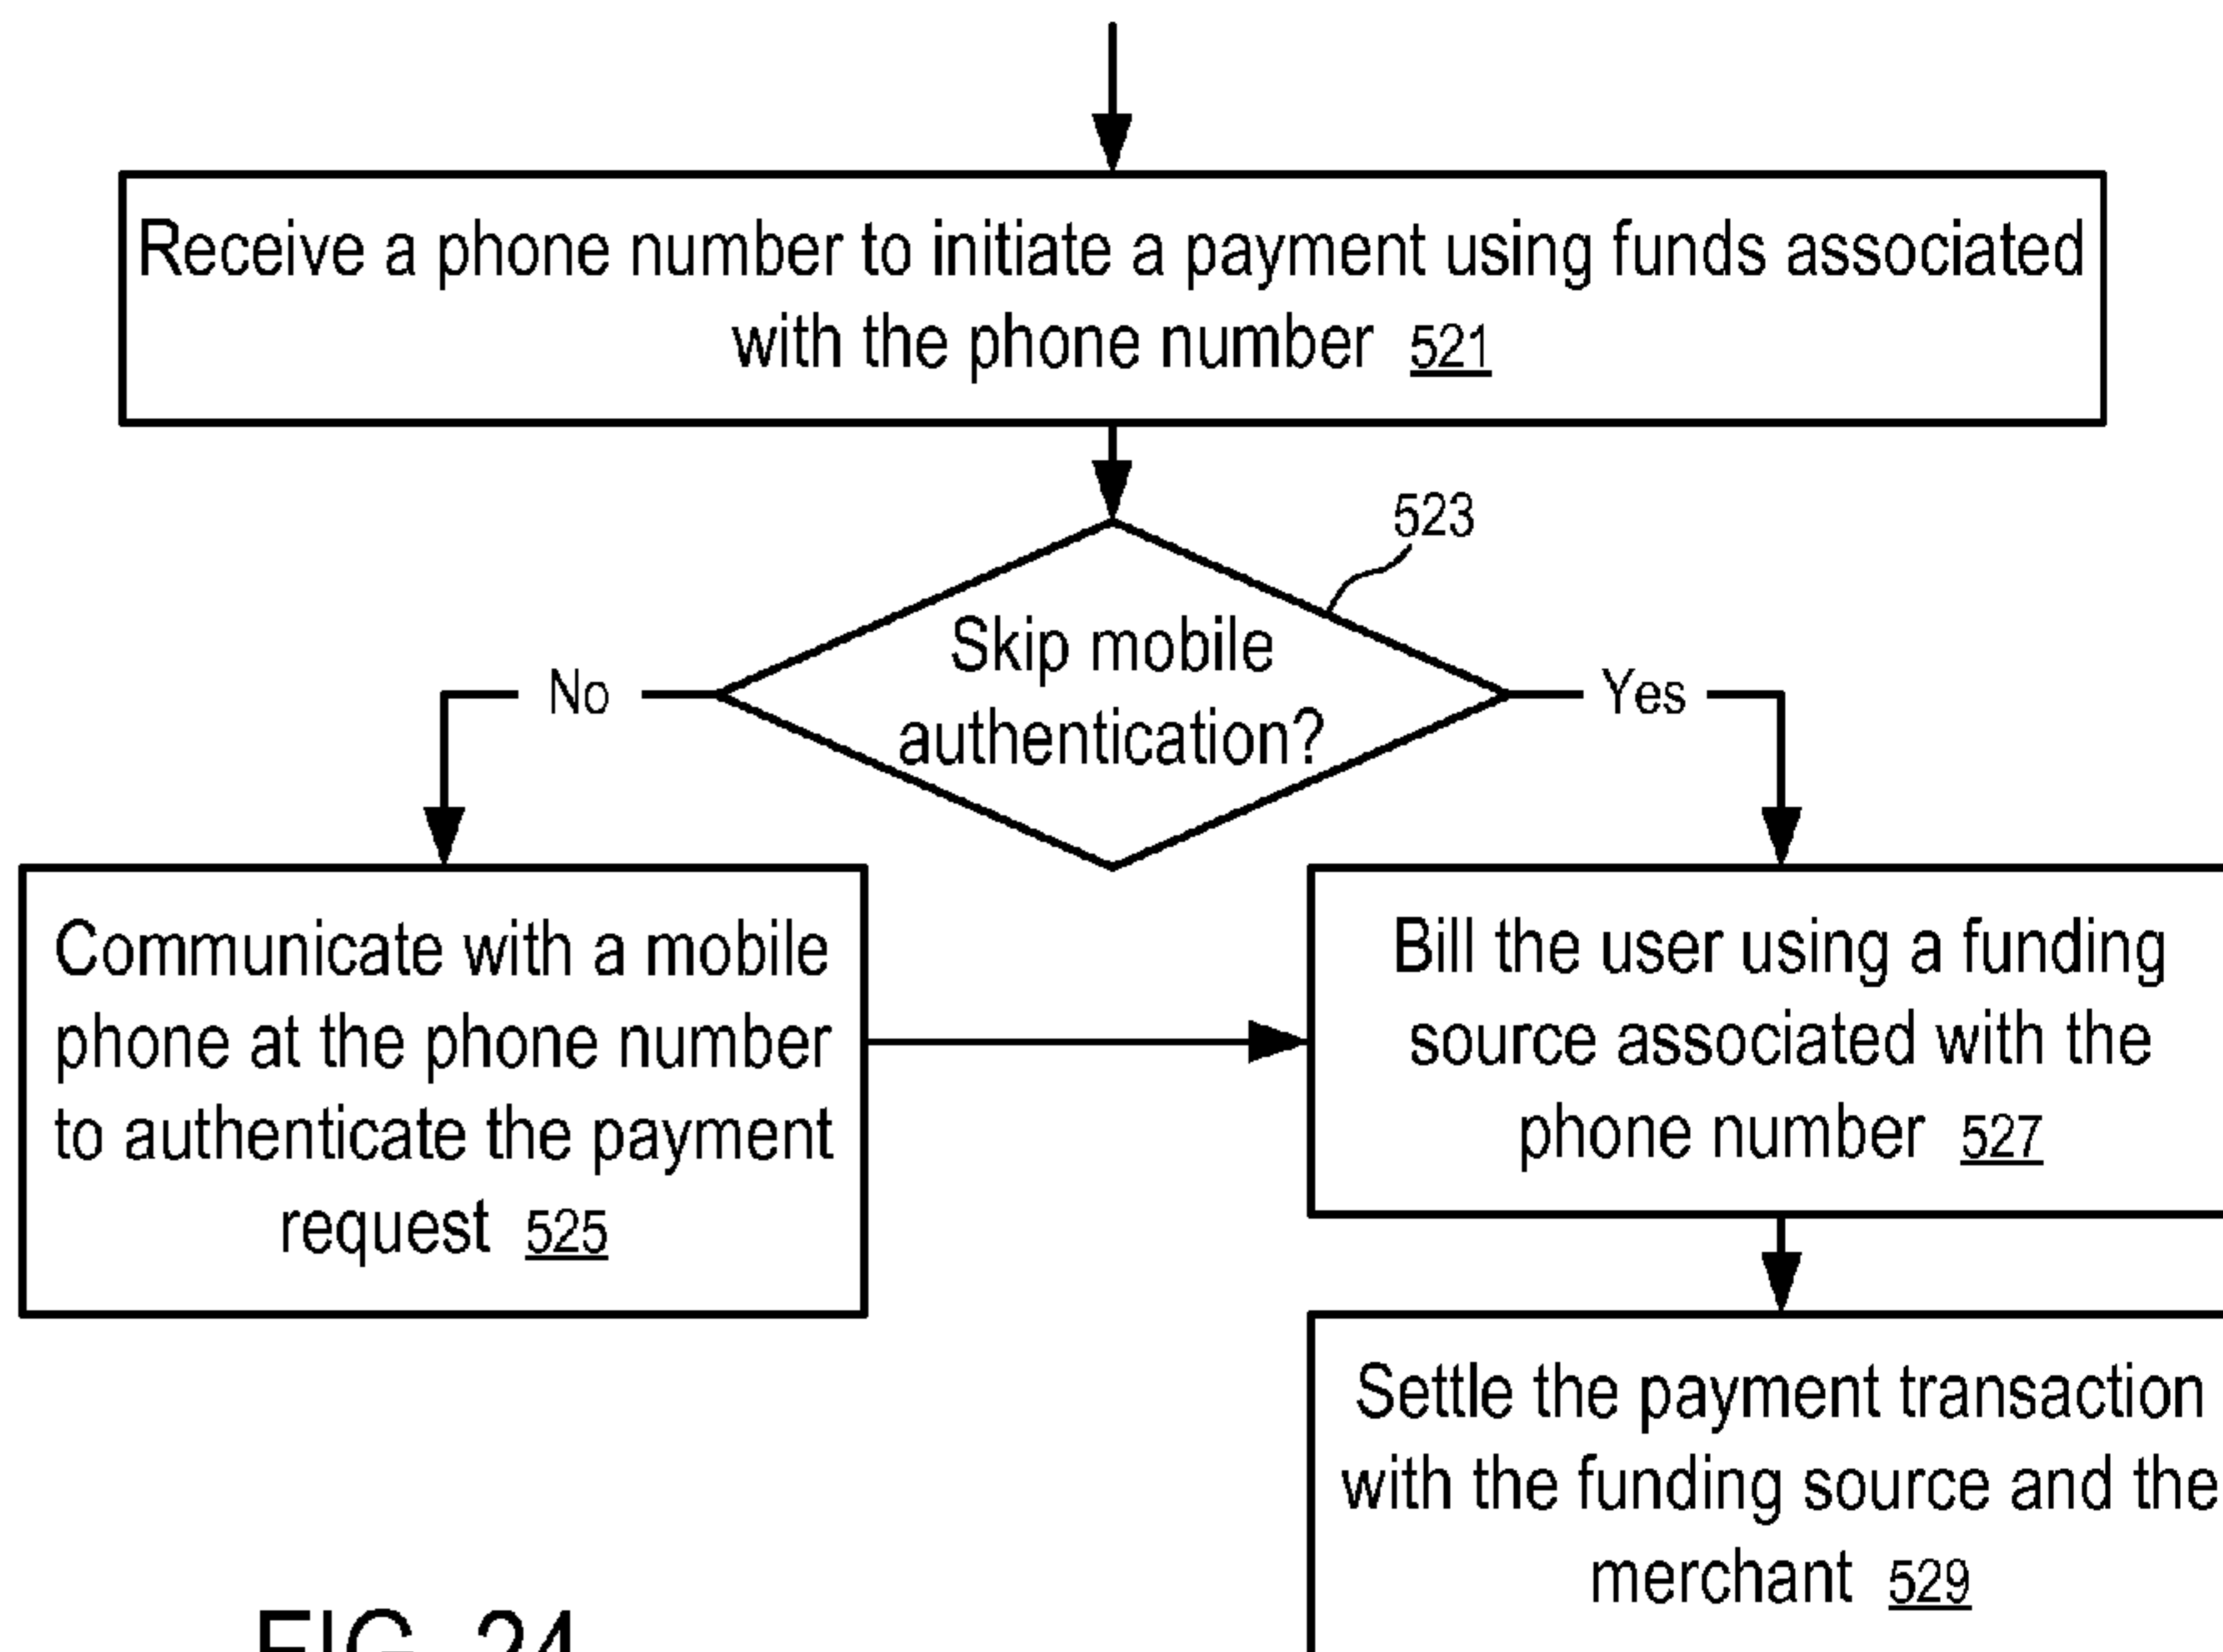 Receive a phone number to initiate a payment using funds associated
with the phone number 521
523
Skip mobile
authentication?
No
Yes
Communicate with a mobile
phone at the phone number
to authenticate the payment
request 525
Bill the user using a funding
source associated with the
phone number 527
Settle the payment transaction
with the funding source and the
merchant 529
FIG. 24